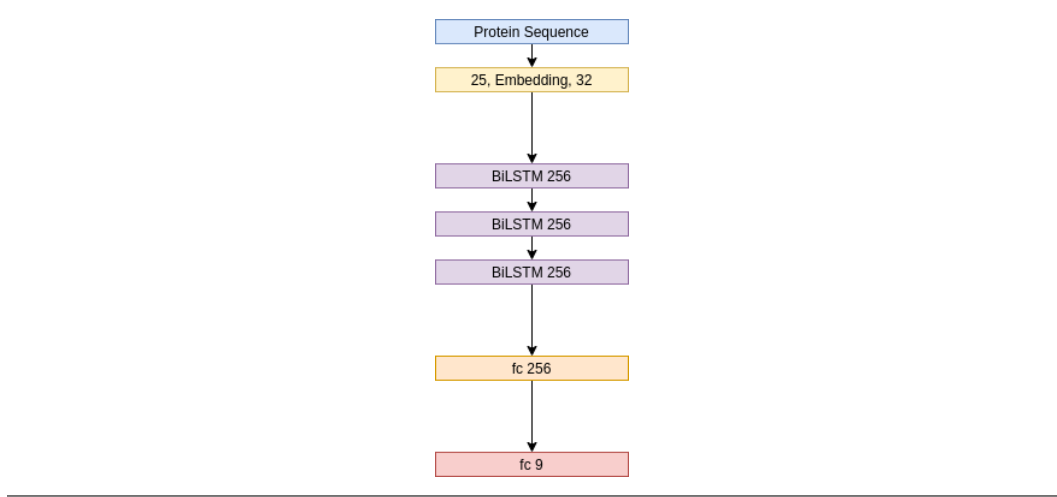 Protein Sequence
25, Embedding, 32
BiLSTM 256
BiLSTM 256
BiLSTM 256
fc 256
fc 9